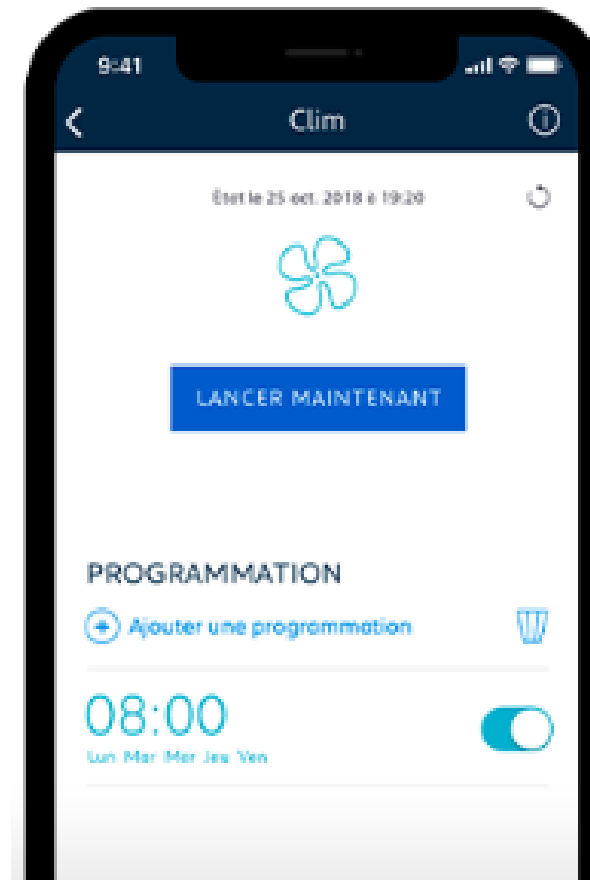 9:41
Clim
État le 25 oct. 2018 à 19:20
LANCER MAINTENANT
PROGRAMMATION
Ajouter une programmation
08:00
Lun Mar Mer Jeu Ven